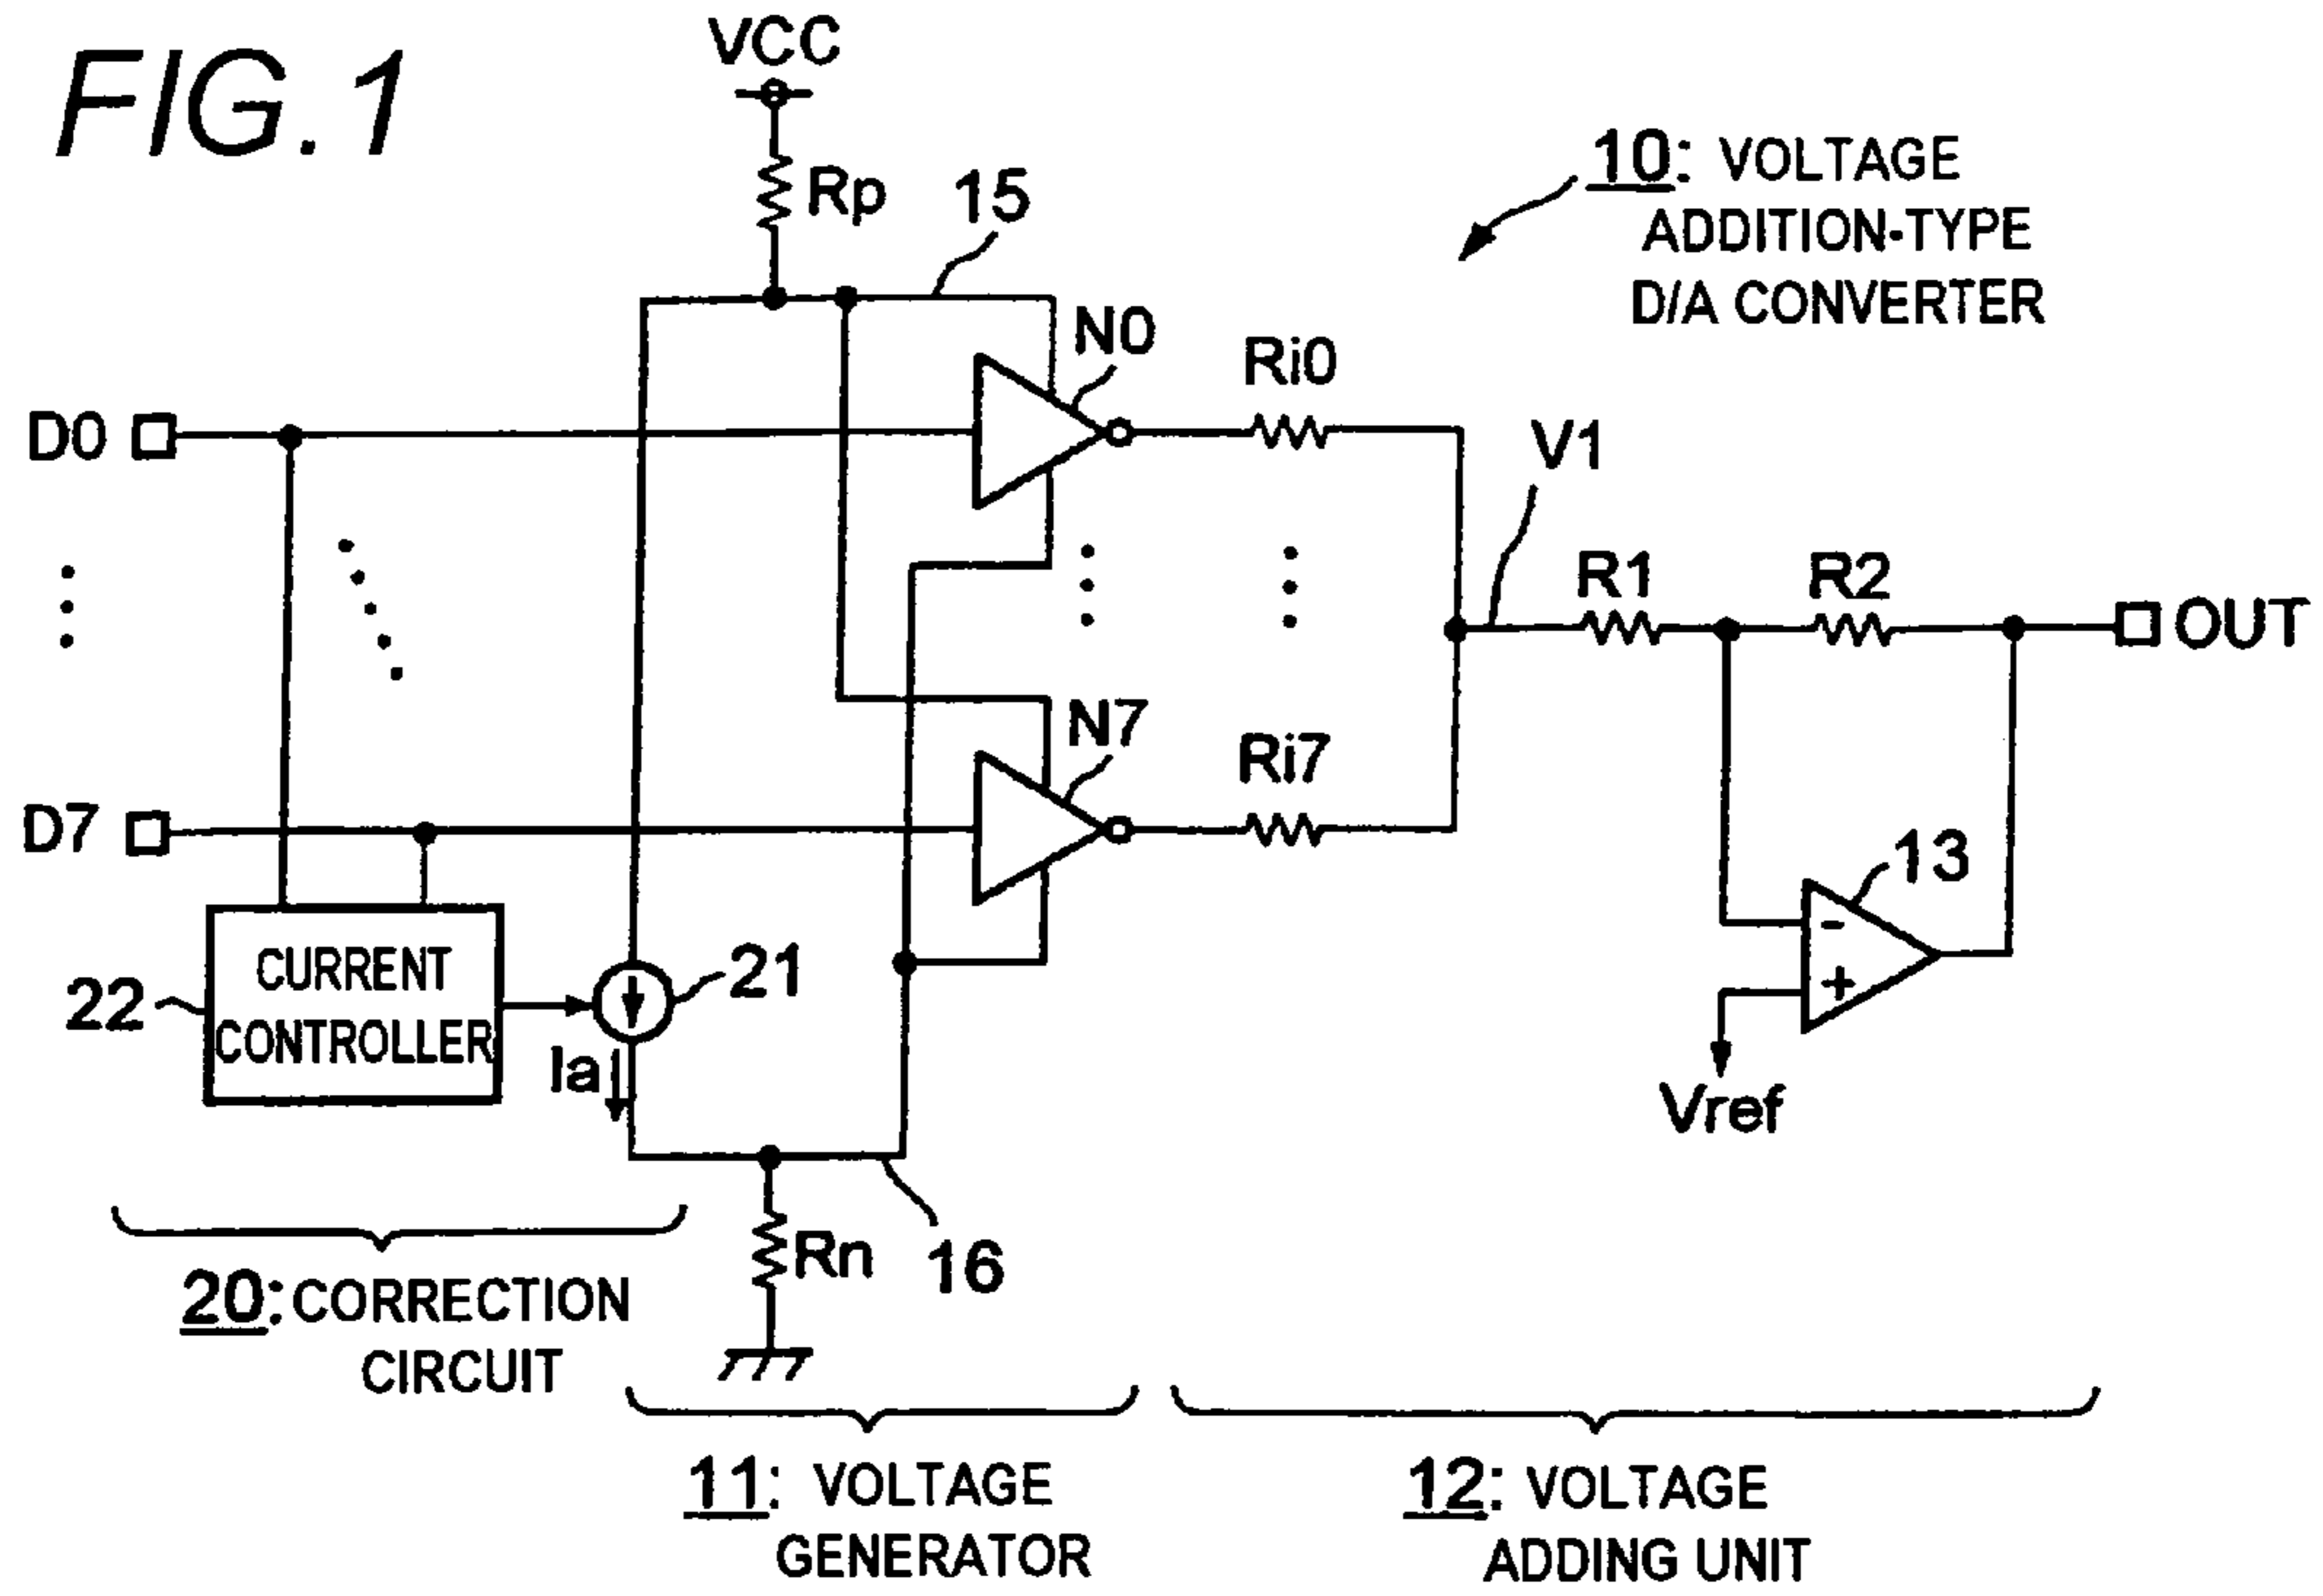 FIG.1
VCC
Rp
15
10: VOLTAGE
ADDITION-TYPE
D/A CONVERTER
N0
Ri0
D0
V1
R1
R2
OUT
N7
Ri7
D7
13
-
+
CURRENT
CONTROLLER
22
21
Ia
Vref
Rn
16
20: CORRECTION
CIRCUIT
11: VOLTAGE
GENERATOR
12: VOLTAGE
ADDING UNIT